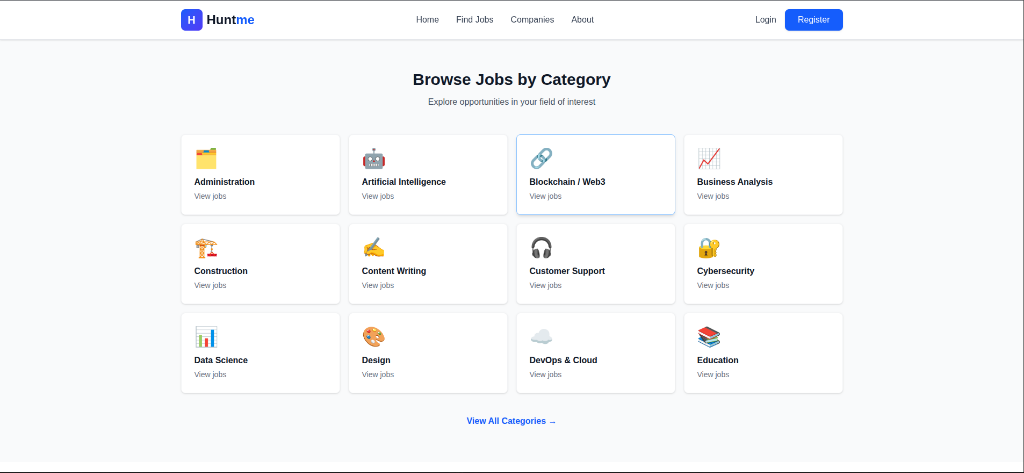 H Huntme
Home Find Jobs Companies About
Login Register
Browse Jobs by Category
Explore opportunities in your field of interest
Administration
View jobs
Artificial Intelligence
View jobs
Blockchain / Web3
View jobs
Business Analysis
View jobs
Construction
View jobs
Content Writing
View jobs
Customer Support
View jobs
Cybersecurity
View jobs
Data Science
View jobs
Design
View jobs
DevOps & Cloud
View jobs
Education
View jobs
View All Categories →